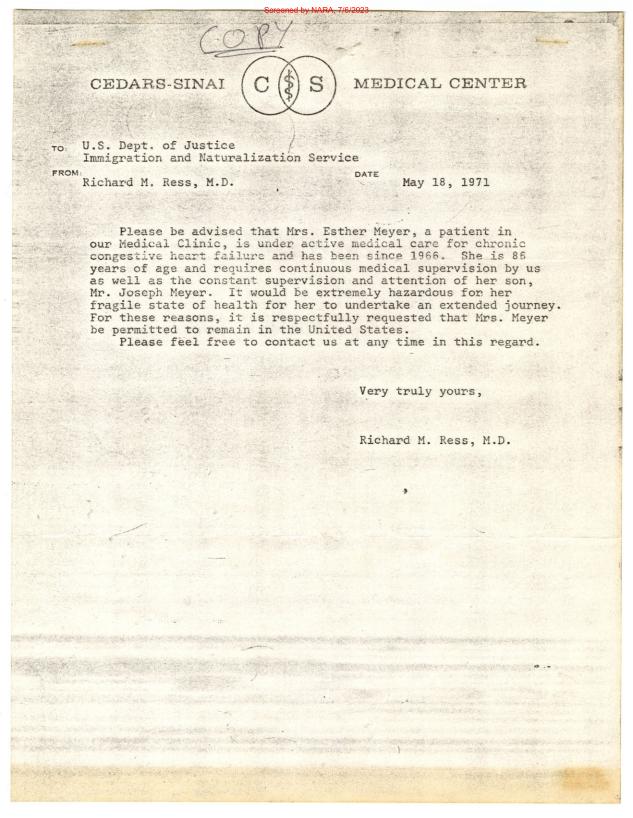 Screened by NARA, 7/6/2023
COPY
CEDARS-SINAI C S MEDICAL CENTER
TO: U.S. Dept. of Justice
Immigration and Naturalization Service
FROM: Richard M. Ress, M.D. DATE May 18, 1971
Please be advised that Mrs. Esther Meyer, a patient in
our Medical Clinic, is under active medical care for chronic
congestive heart failure and has been since 1966. She is 86
years of age and requires continuous medical supervision by us
as well as the constant supervision and attention of her son,
Mr. Joseph Meyer. It would be extremely hazardous for her
fragile state of health for her to undertake an extended journey.
For these reasons, it is respectfully requested that Mrs. Meyer
be permitted to remain in the United States.
Please feel free to contact us at any time in this regard.
Very truly yours,
Richard M. Ress, M.D.